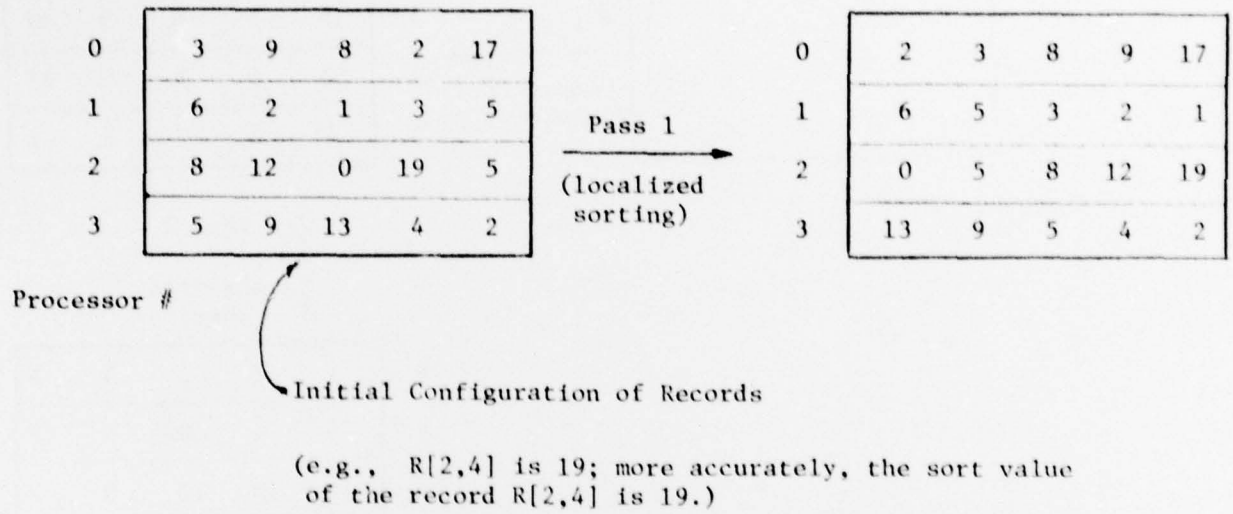 0 3 9 8 2 17
1 6 2 1 3 5
2 8 12 0 19 5
3 5 9 13 4 2
Processor #
Pass 1
(localized
sorting)
0 2 3 8 9 17
1 6 5 3 2 1
2 0 5 8 12 19
3 13 9 5 4 2
Initial Configuration of Records
(e.g., R[2,4] is 19; more accurately, the sort value
of the record R[2,4] is 19.)